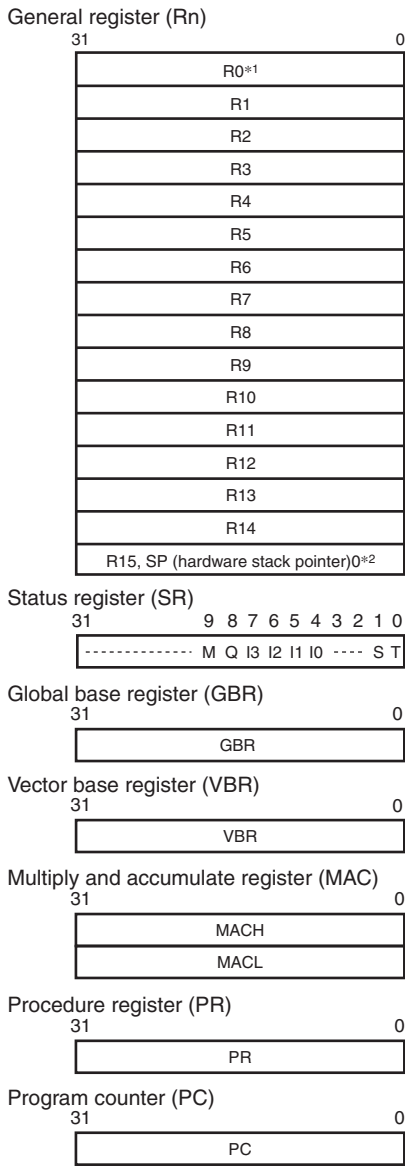 General register (Rn)
31 0
R0*1
R1
R2
R3
R4
R5
R6
R7
R8
R9
R10
R11
R12
R13
R14
R15, SP (hardware stack pointer)0*2
Status register (SR)
31 9 8 7 6 5 4 3 2 1 0
M Q I3 I2 I1 I0 ---- S T
Global base register (GBR)
31 0
GBR
Vector base register (VBR)
31 0
VBR
Multiply and accumulate register (MAC)
31 0
MACH
MACL
Procedure register (PR)
31 0
PR
Program counter (PC)
31 0
PC